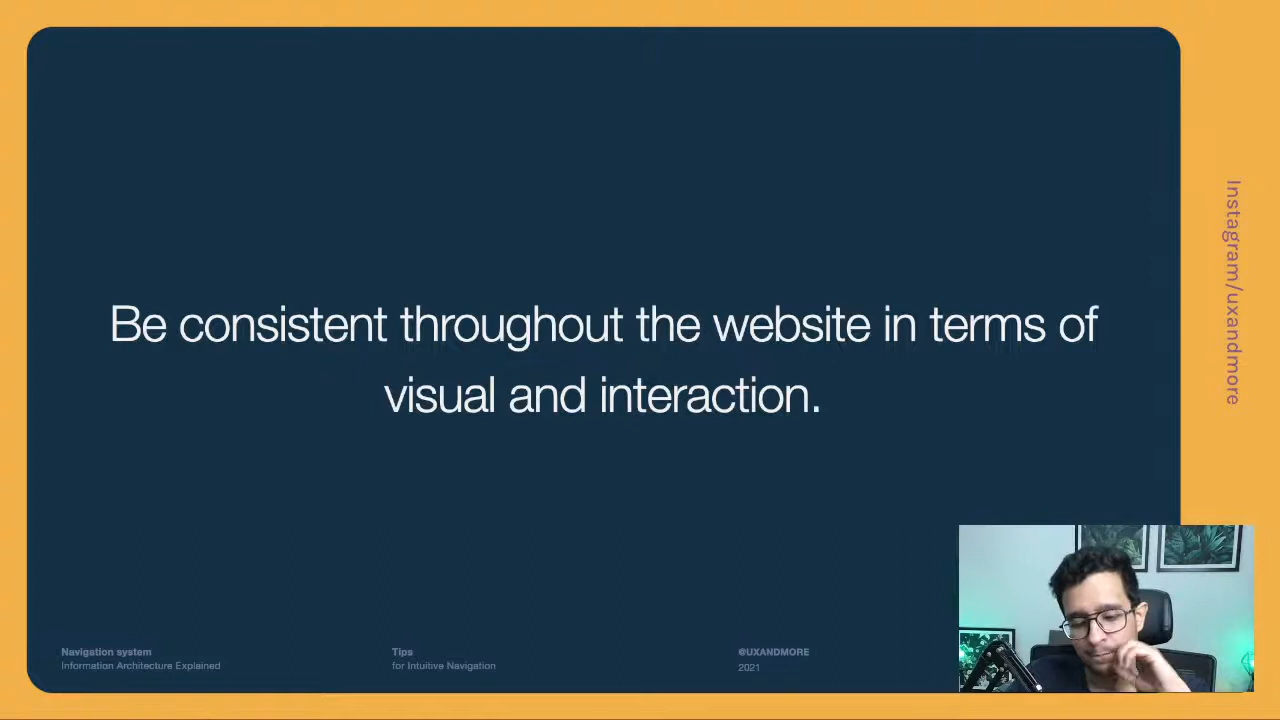 Be consistent throughout the website in terms of
visual and interaction.
Instagram/uxandmore
Navigation system
Information Architecture Explained
Tips
for Intuitive Navigation
@UXANDMORE
2021